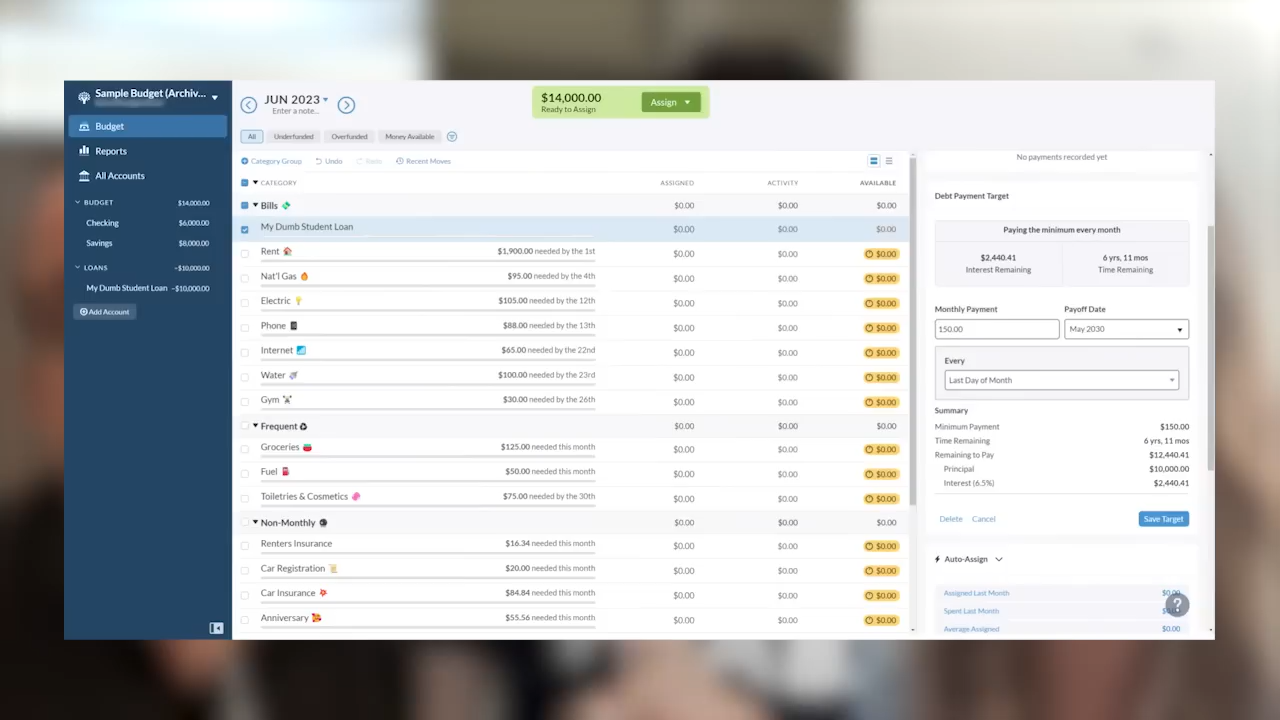 Sample Budget (Archiv...
Budget
Reports
All Accounts
BUDGET $14,000.00
Checking $6,000.00
Savings $8,000.00
LOANS -$10,000.00
My Dumb Student Loan -$10,000.00
Add Account
JUN 2023
Enter a note...
$14,000.00
Ready to Assign
Assign
All Underfunded Overfunded Money Available
Category Group Undo Redo Recent Moves
CATEGORY ASSIGNED ACTIVITY AVAILABLE
Bills $0.00 $0.00 $0.00
My Dumb Student Loan $0.00 $0.00 $0.00
Rent $1,900.00 needed by the 1st $0.00 $0.00 $0.00
Nat'l Gas $95.00 needed by the 4th $0.00 $0.00 $0.00
Electric $105.00 needed by the 12th $0.00 $0.00 $0.00
Phone $88.00 needed by the 13th $0.00 $0.00 $0.00
Internet $65.00 needed by the 22nd $0.00 $0.00 $0.00
Water $100.00 needed by the 23rd $0.00 $0.00 $0.00
Gym $30.00 needed by the 26th $0.00 $0.00 $0.00
Frequent $0.00 $0.00 $0.00
Groceries $125.00 needed this month $0.00 $0.00 $0.00
Fuel $50.00 needed this month $0.00 $0.00 $0.00
Toiletries & Cosmetics $75.00 needed by the 30th $0.00 $0.00 $0.00
Non-Monthly $0.00 $0.00 $0.00
Renters Insurance $16.34 needed this month $0.00 $0.00 $0.00
Car Registration $20.00 needed this month $0.00 $0.00 $0.00
Car Insurance $84.84 needed this month $0.00 $0.00 $0.00
Anniversary $55.56 needed this month $0.00 $0.00 $0.00
No payments recorded yet
Debt Payment Target
Paying the minimum every month
$2,440.41 6 yrs, 11 mos
Interest Remaining Time Remaining
Monthly Payment Payoff Date
150.00 May 2030
Every
Last Day of Month
Summary
Minimum Payment $150.00
Time Remaining 6 yrs, 11 mos
Remaining to Pay $12,440.41
Principal $10,000.00
Interest (6.5%) $2,440.41
Delete Cancel Save Target
Auto-Assign
Assigned Last Month
?
Spent Last Month
Average Assigned $0.00